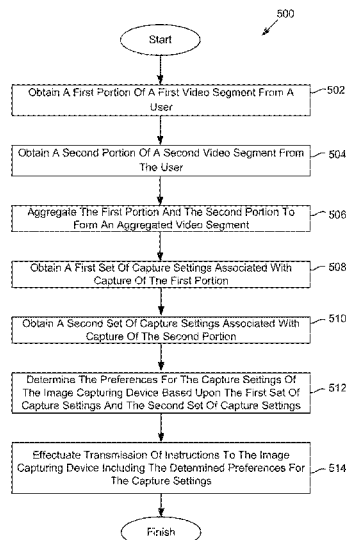 500
Start
Obtain A First Portion Of A First Video Segment From A
User
502
Obtain A Second Portion Of A Second Video Segment From
The User
504
Aggregate The First Portion And The Second Portion To
Form An Aggregated Video Segment
506
Obtain A First Set Of Capture Settings Associated With
Capture Of The First Portion
508
Obtain A Second Set Of Capture Settings Associated With
Capture Of The Second Portion
510
Determine The Preferences For The Capture Settings Of
The Image Capturing Device Based Upon The First Set Of
Capture Settings And The Second Set Of Capture Settings
512
Effectuate Transmission Of Instructions To The Image
Capturing Device Including The Determined Preferences For
The Capture Settings
514
Finish